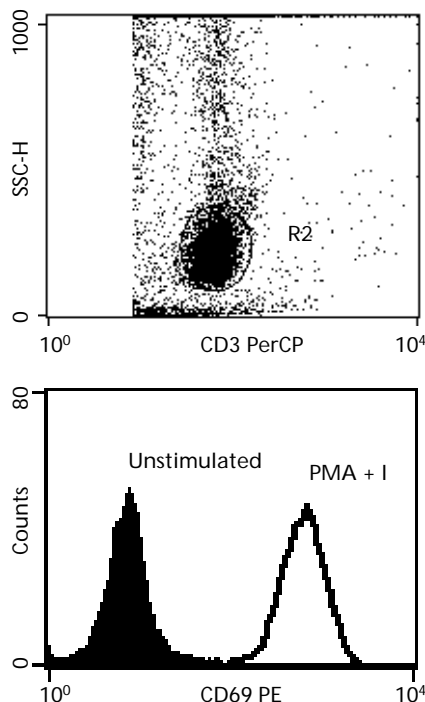 1000
SSC-H
R2
0
10⁰
CD3 PerCP
10⁴
80
Unstimulated
PMA + I
Counts
0
10⁰
CD69 PE
10⁴